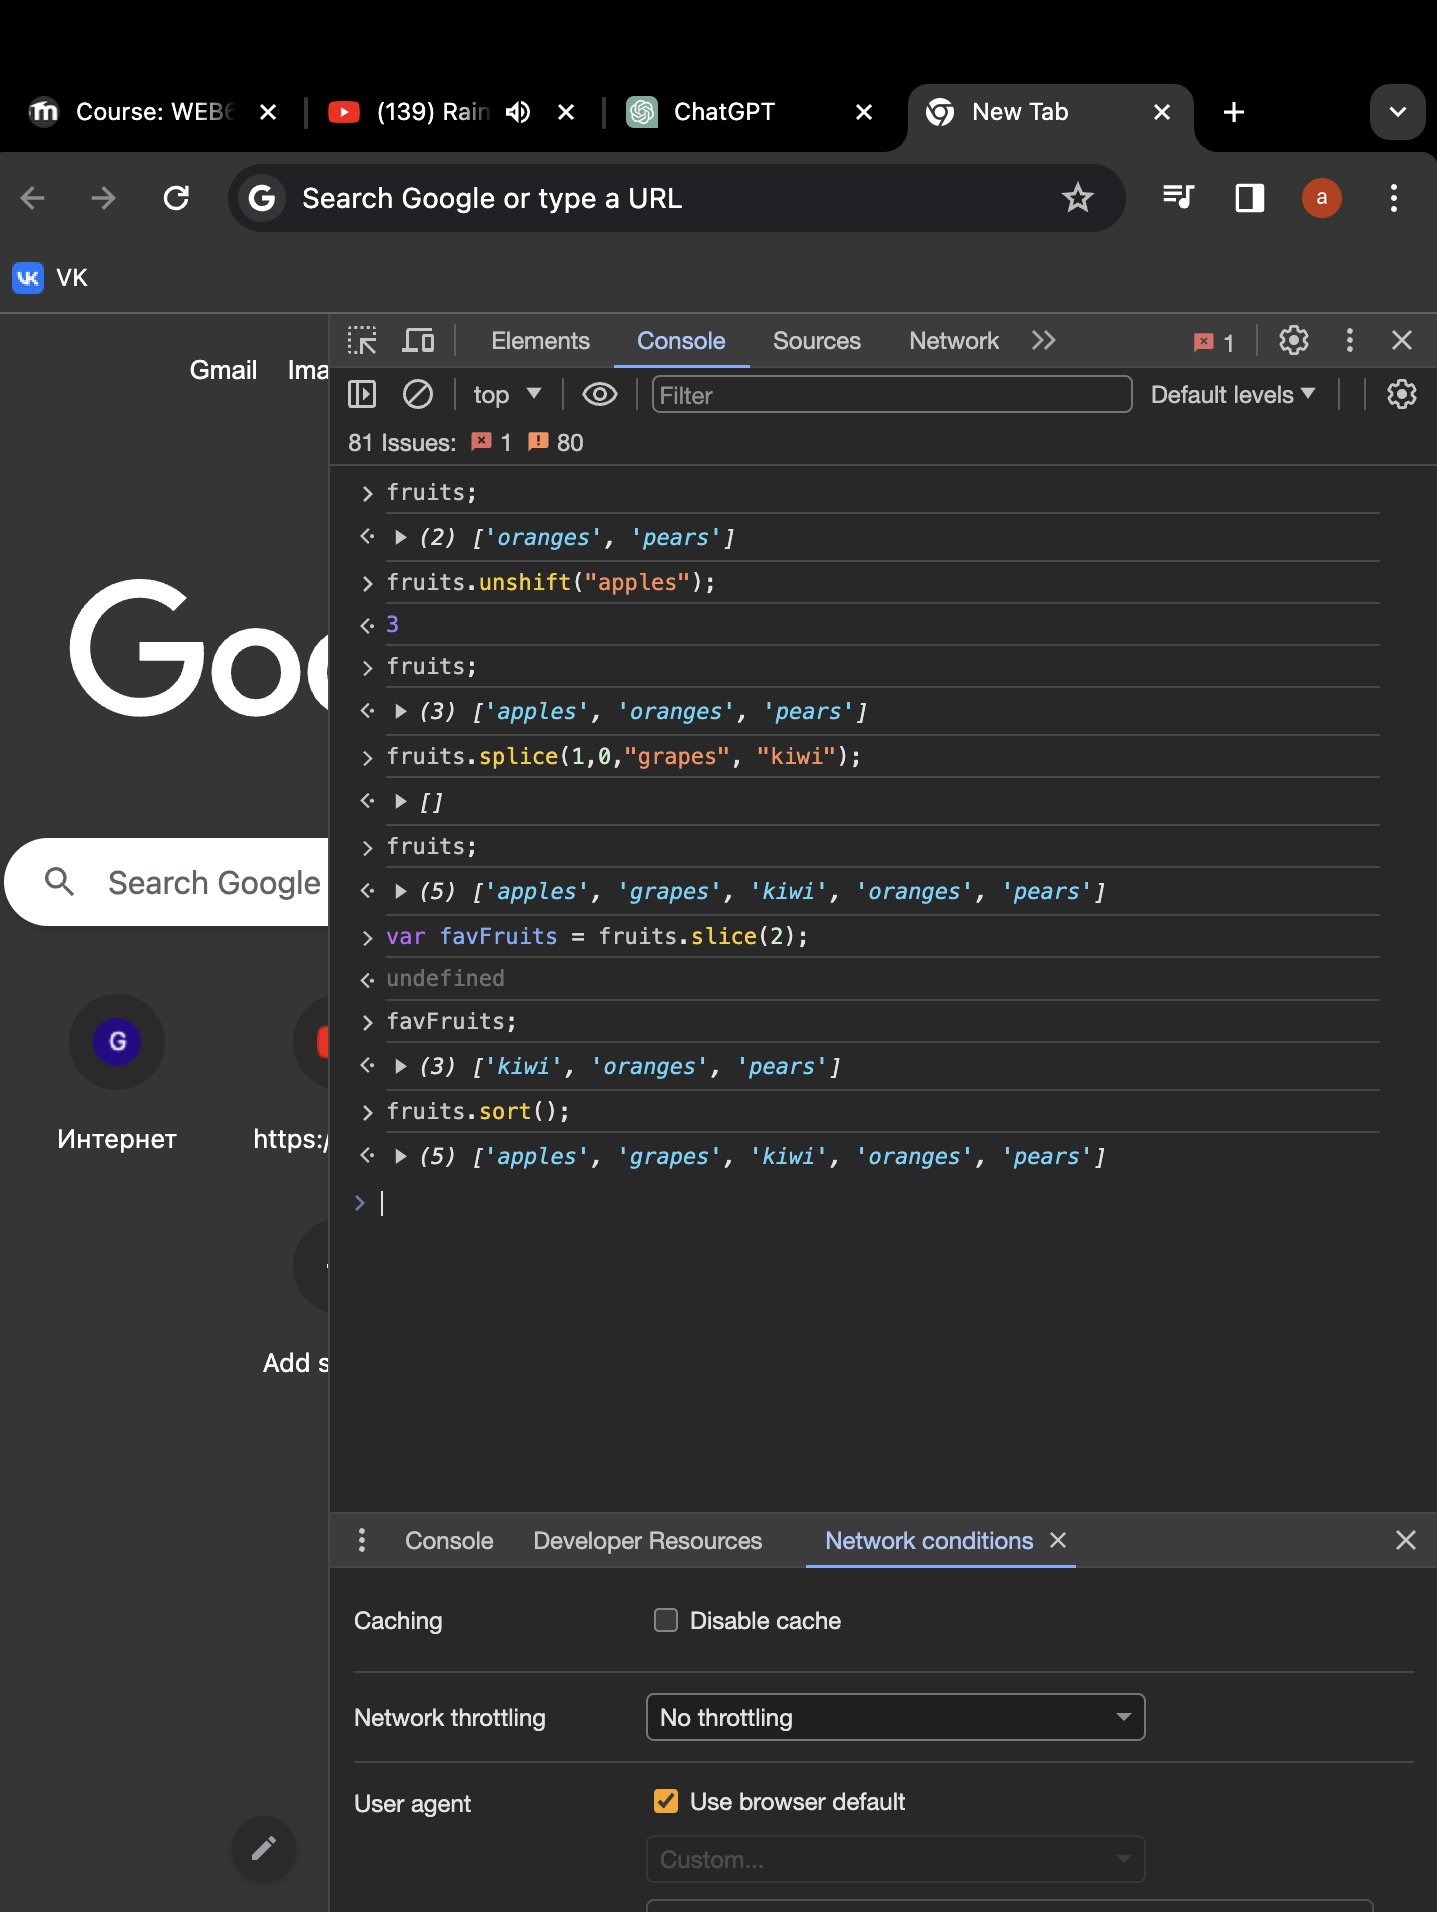 Course: WEB6
(139) Rain
ChatGPT
New Tab
Search Google or type a URL
a
VK
Gmail Ima
Elements Console Sources Network 1
top Filter Default levels
81 Issues: 1 80
fruits;
(2) ['oranges', 'pears']
fruits.unshift("apples");
3
fruits;
(3) ['apples', 'oranges', 'pears']
fruits.splice(1,0,"grapes", "kiwi");
[]
fruits;
(5) ['apples', 'grapes', 'kiwi', 'oranges', 'pears']
var favFruits = fruits.slice(2);
undefined
favFruits;
(3) ['kiwi', 'oranges', 'pears']
fruits.sort();
(5) ['apples', 'grapes', 'kiwi', 'oranges', 'pears']
Goo
Search Google
G
Интернет
https:/
Add s
Console Developer Resources Network conditions
Caching Disable cache
Network throttling No throttling
User agent Use browser default
Custom...